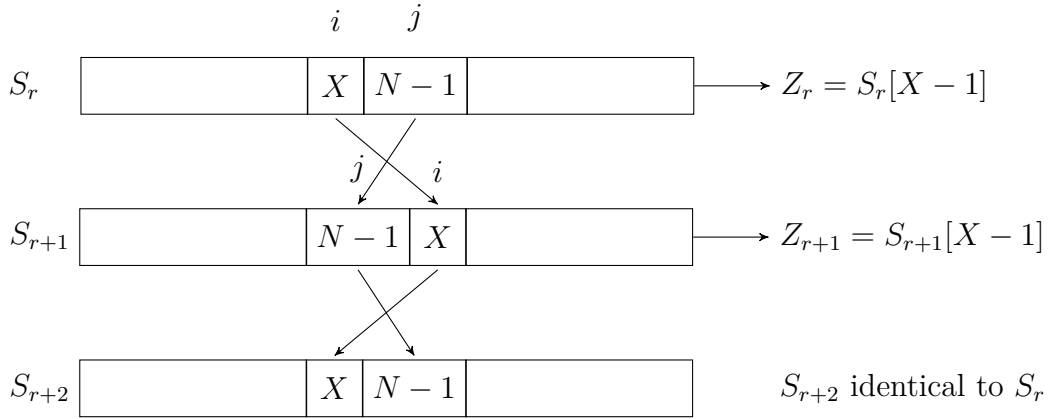 i j
S_r X N − 1 Z_r = S_r[X − 1]
j i
S_{r+1} N − 1 X Z_{r+1} = S_{r+1}[X − 1]
S_{r+2} X N − 1 S_{r+2} identical to S_r